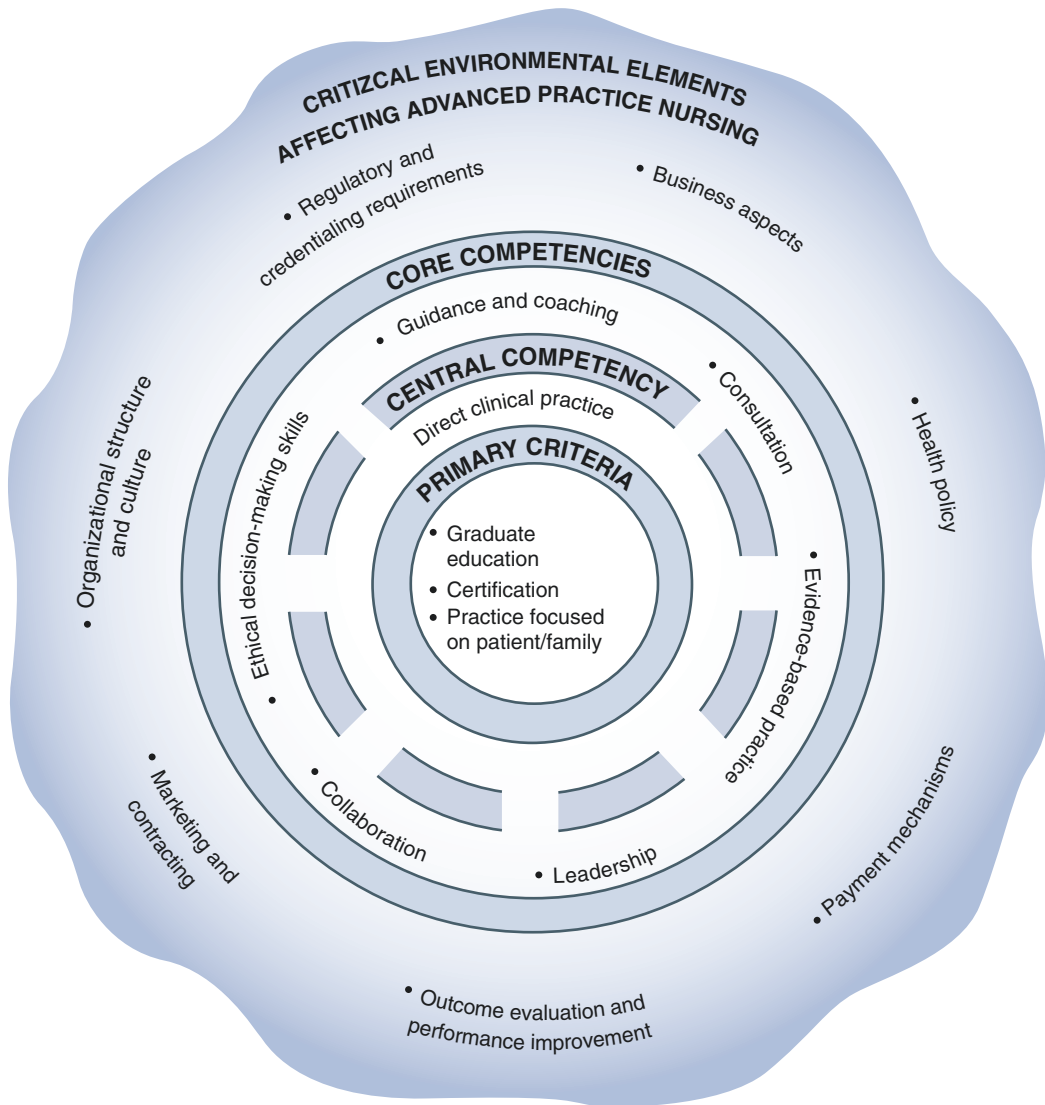 CRITIZCAL ENVIRONMENTAL ELEMENTS
AFFECTING ADVANCED PRACTICE NURSING
• Regulatory and
credentialing requirements
• Business aspects
• Health policy
• Payment mechanisms
• Outcome evaluation and
performance improvement
• Marketing and
contracting
• Organizational structure
and culture
CORE COMPETENCIES
• Guidance and coaching
• Consultation
• Evidence-based practice
• Leadership
• Collaboration
• Ethical decision-making skills
CENTRAL COMPETENCY
Direct clinical practice
PRIMARY CRITERIA
• Graduate
education
• Certification
• Practice focused
on patient/family